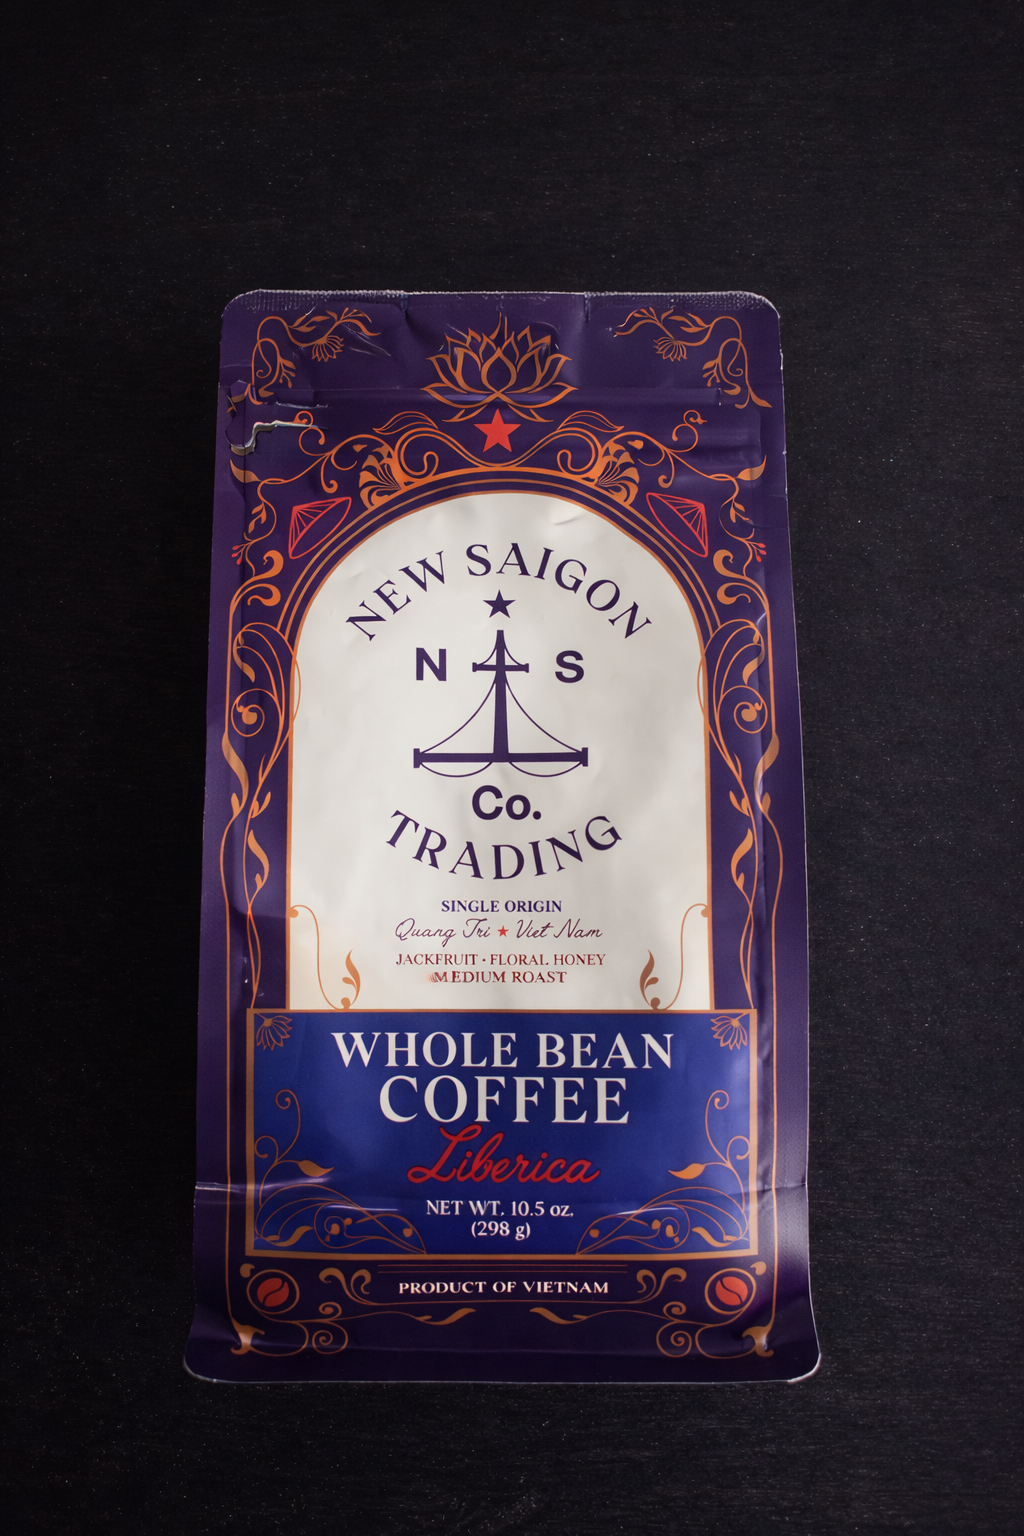 NEW SAIGON
N S
Co.
TRADING
SINGLE ORIGIN
Quang Tri ★ Viet Nam
JACKFRUIT · FLORAL HONEY
MEDIUM ROAST
WHOLE BEAN
COFFEE
Liberica
NET WT. 10.5 oz.
(298 g)
PRODUCT OF VIETNAM